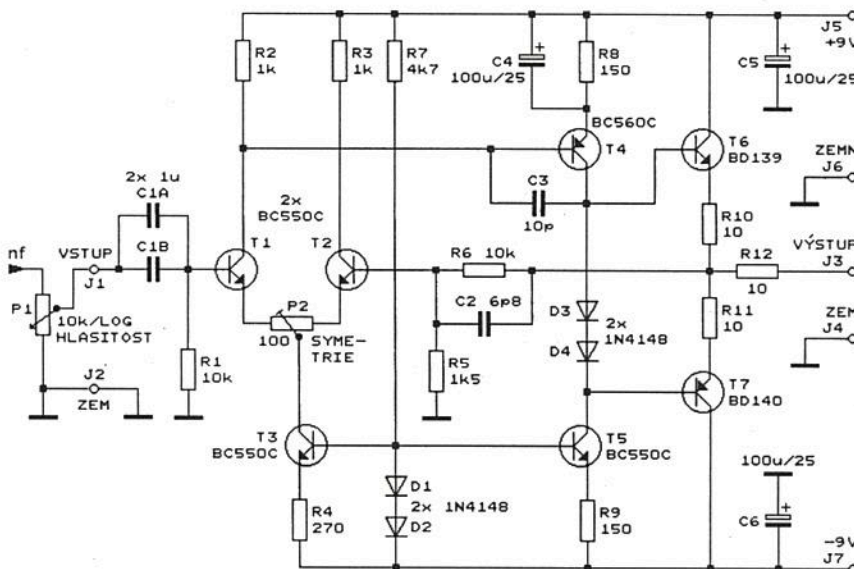 R2
1k
R3
1k
R7
4k7
C4
+
100u/25
R8
150
C5
+
100u/25
J5
+9V
BC560C
T4
T6
BD139
ZEMN
J6
2x 1u
C1A
C1B
2x
BC550C
C3
10p
R10
10
nf
VSTUP
J1
T1
T2
R6 10k
R12
10
VÝSTUP
J3
P1
10k/LOG
HLASITOST
P2
100
SYME-
TRIE
C2 6p8
D3
D4
2x
1N4148
R11
10
ZEM
J4
R1
10k
J2
ZEM
R5
1k5
T7
BD140
T3
BC550C
T5
BC550C
100u/25
D1
D2
2x 1N4148
R4
270
R9
150
C6
+
-9V
J7